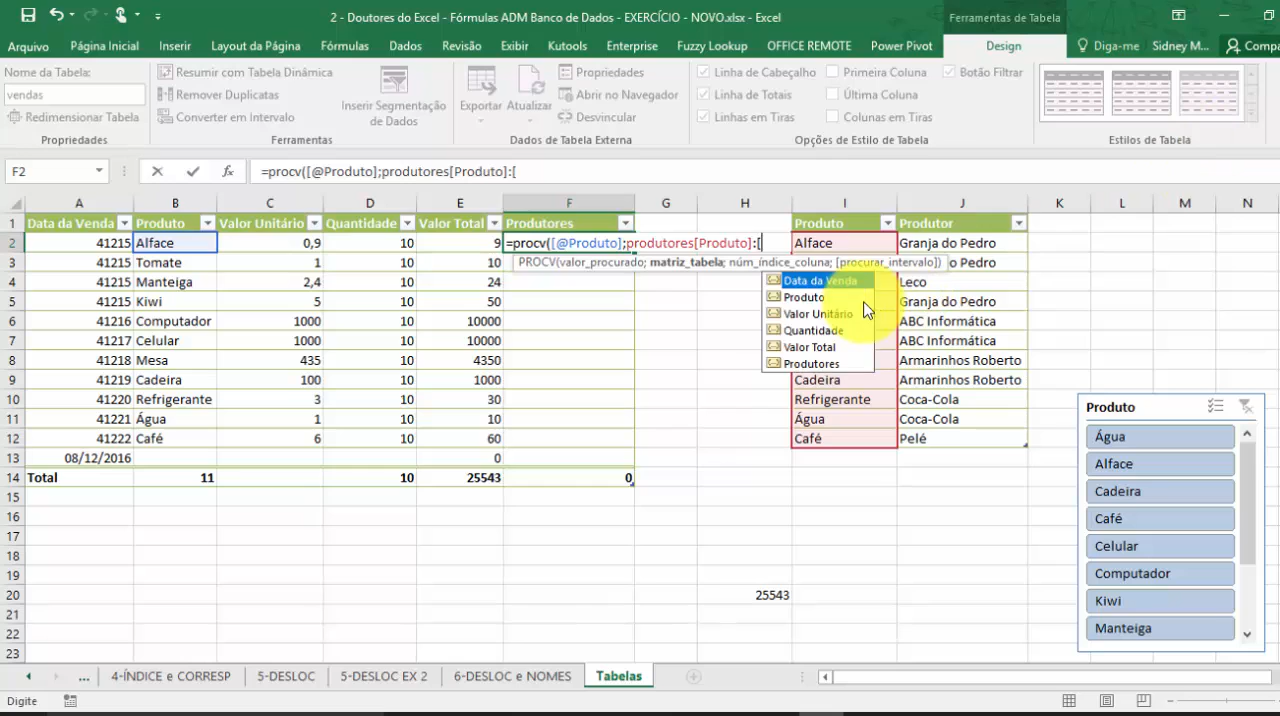 2 - Doutores do Excel - Fórmulas ADM Banco de Dados - EXERCÍCIO - NOVO.xlsx - Excel
Ferramentas de Tabela
Arquivo Página Inicial Inserir Layout da Página Fórmulas Dados Revisão Exibir Kutools Enterprise Fuzzy Lookup OFFICE REMOTE Power Pivot Design Diga-me Sidney M... Compa
Nome da Tabela: Resumir com Tabela Dinâmica Propriedades Linha de Cabeçalho Primeira Coluna Botão Filtrar
vendas Remover Duplicatas Inserir Segmentação de Dados Exportar Atualizar Abrir no Navegador Linha de Totais Última Coluna
Redimensionar Tabela Converter em Intervalo Desvincular Linhas em Tiras Colunas em Tiras
Propriedades Ferramentas Dados de Tabela Externa Opções de Estilo de Tabela Estilos de Tabela
F2 fx =procv([@Produto];produtores[Produto]:[
A B C D E F G H I J K L M N
1 Data da Venda Produto Valor Unitário Quantidade Valor Total Produtores Produto Produtor
2 41215 Alface 0,9 10 9 =procv([@Produto];produtores[Produto]:[ Alface Granja do Pedro
PROCV(valor_procurado; matriz_tabela; núm_índice_coluna; [procurar_intervalo])
3 41215 Tomate 1 10 10 do Pedro
4 41215 Manteiga 2,4 10 24 Leco
5 41215 Kiwi 5 10 50 Granja do Pedro
6 41216 Computador 1000 10 10000 ABC Informática
7 41217 Celular 1000 10 10000 ABC Informática
8 41218 Mesa 435 10 4350 Armarinhos Roberto
9 41219 Cadeira 100 10 1000 Cadeira Armarinhos Roberto
10 41220 Refrigerante 3 10 30 Refrigerante Coca-Cola
11 41221 Água 1 10 10 Água Coca-Cola
12 41222 Café 6 10 60 Café Pelé
13 08/12/2016 0
14 Total 11 10 25543 0
15
16
17
18
19
20 25543
21
22
23
Data da Venda
Produto
Valor Unitário
Quantidade
Valor Total
Produtores
Produto
Água
Alface
Cadeira
Café
Celular
Computador
Kiwi
Manteiga
... 4-ÍNDICE e CORRESP 5-DESLOC 5-DESLOC EX 2 6-DESLOC e NOMES Tabelas
Digite